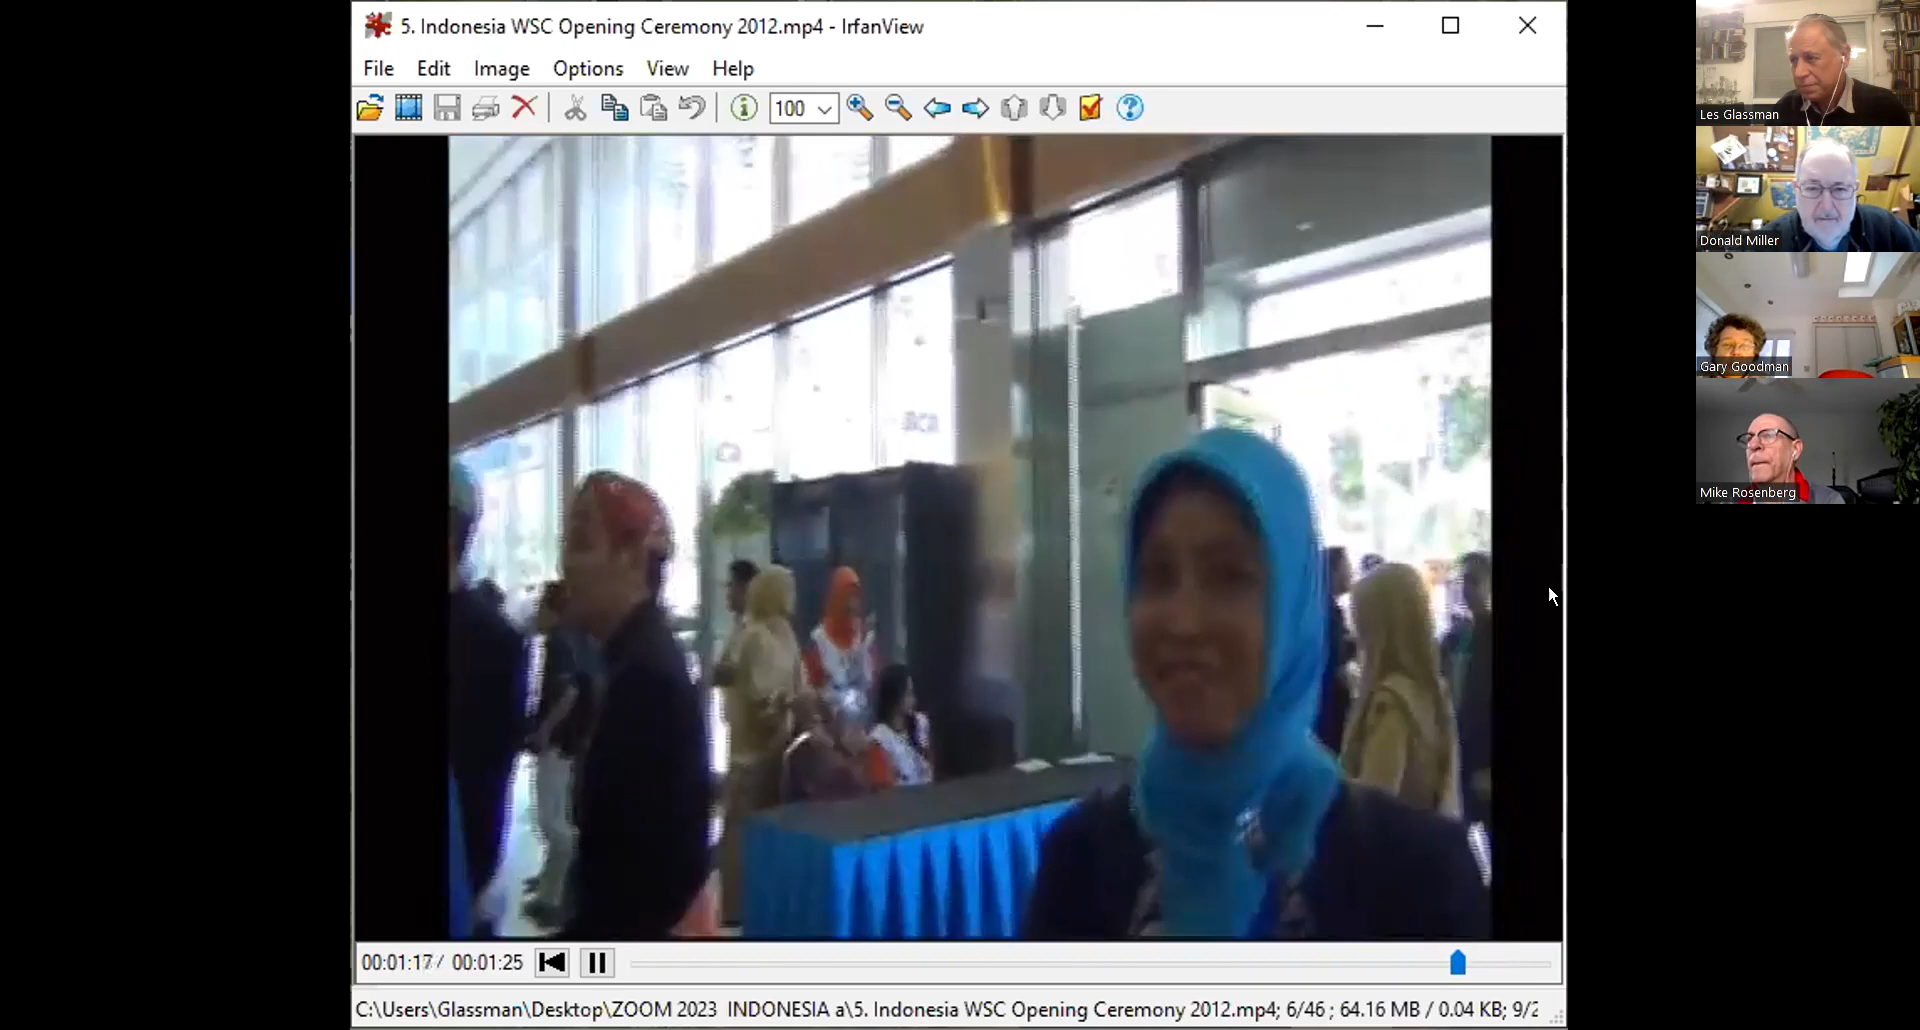 5. Indonesia WSC Opening Ceremony 2012.mp4 - IrfanView
File Edit Image Options View Help
100
00:01:17 / 00:01:25
C:\Users\Glassman\Desktop\ZOOM 2023 INDONESIA a\5. Indonesia WSC Opening Ceremony 2012.mp4; 6/46 ; 64.16 MB / 0.04 KB; 9/2
Les Glassman
Donald Miller
Gary Goodman
Mike Rosenberg